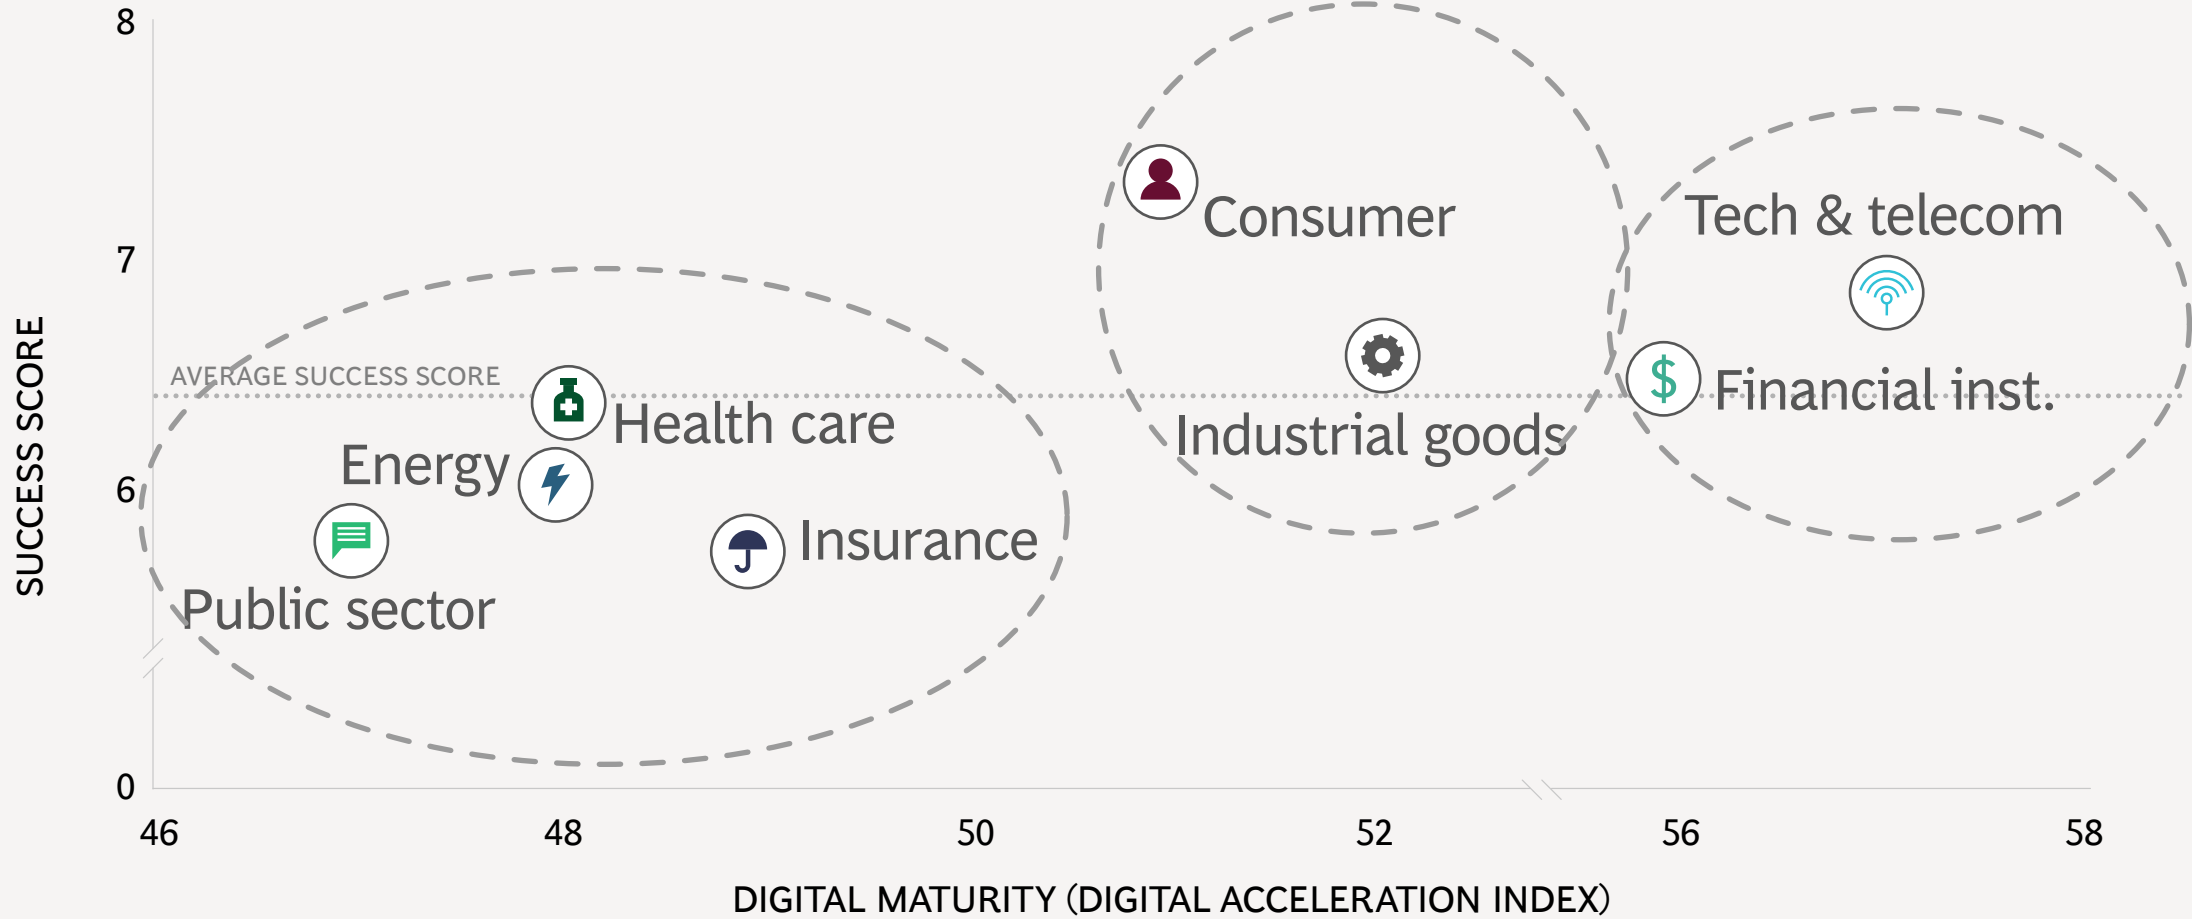 8
Consumer
Tech & telecom
7
SUCCESS SCORE
AVERAGE SUCCESS SCORE
$
Financial inst.
Health care
Industrial goods
Energy
6
Insurance
Public sector
0
46
48
50
52
56
58
DIGITAL MATURITY (DIGITAL ACCELERATION INDEX)